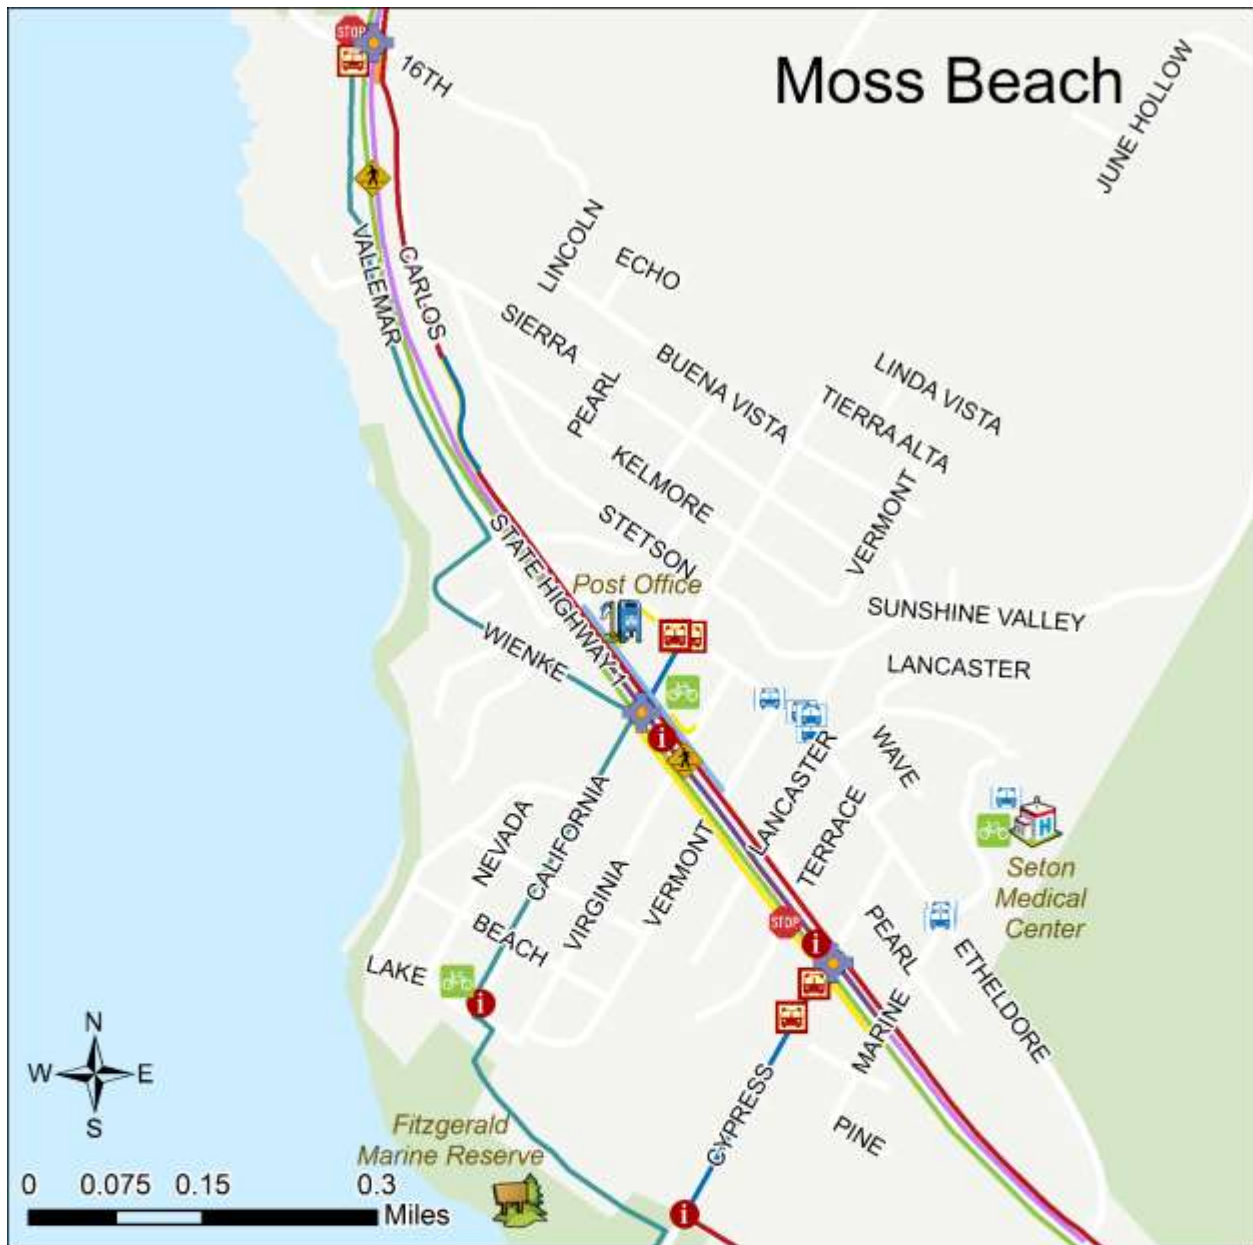 Moss Beach
STOP
16TH
JUNE HOLLOW
LINCOLN
ECHO
VALLEMAR
CARLOS
SIERRA
BUENA VISTA
LINDA VISTA
TIERRA ALTA
PEARL
KELMORE
VERMONT
STETSON
STATE HIGHWAY 1
Post Office
SUNSHINE VALLEY
WIENKE
LANCASTER
i
WAVE
LANCASTER
TERRACE
NEVADA
CALIFORNIA
VIRGINIA
VERMONT
H
Seton
Medical
Center
BEACH
STOP
i
PEARL
ETHELDORE
LAKE
i
MARINE
CYPRESS
PINE
N
W E
S
Fitzgerald
Marine Reserve
0 0.075 0.15 0.3
Miles
i